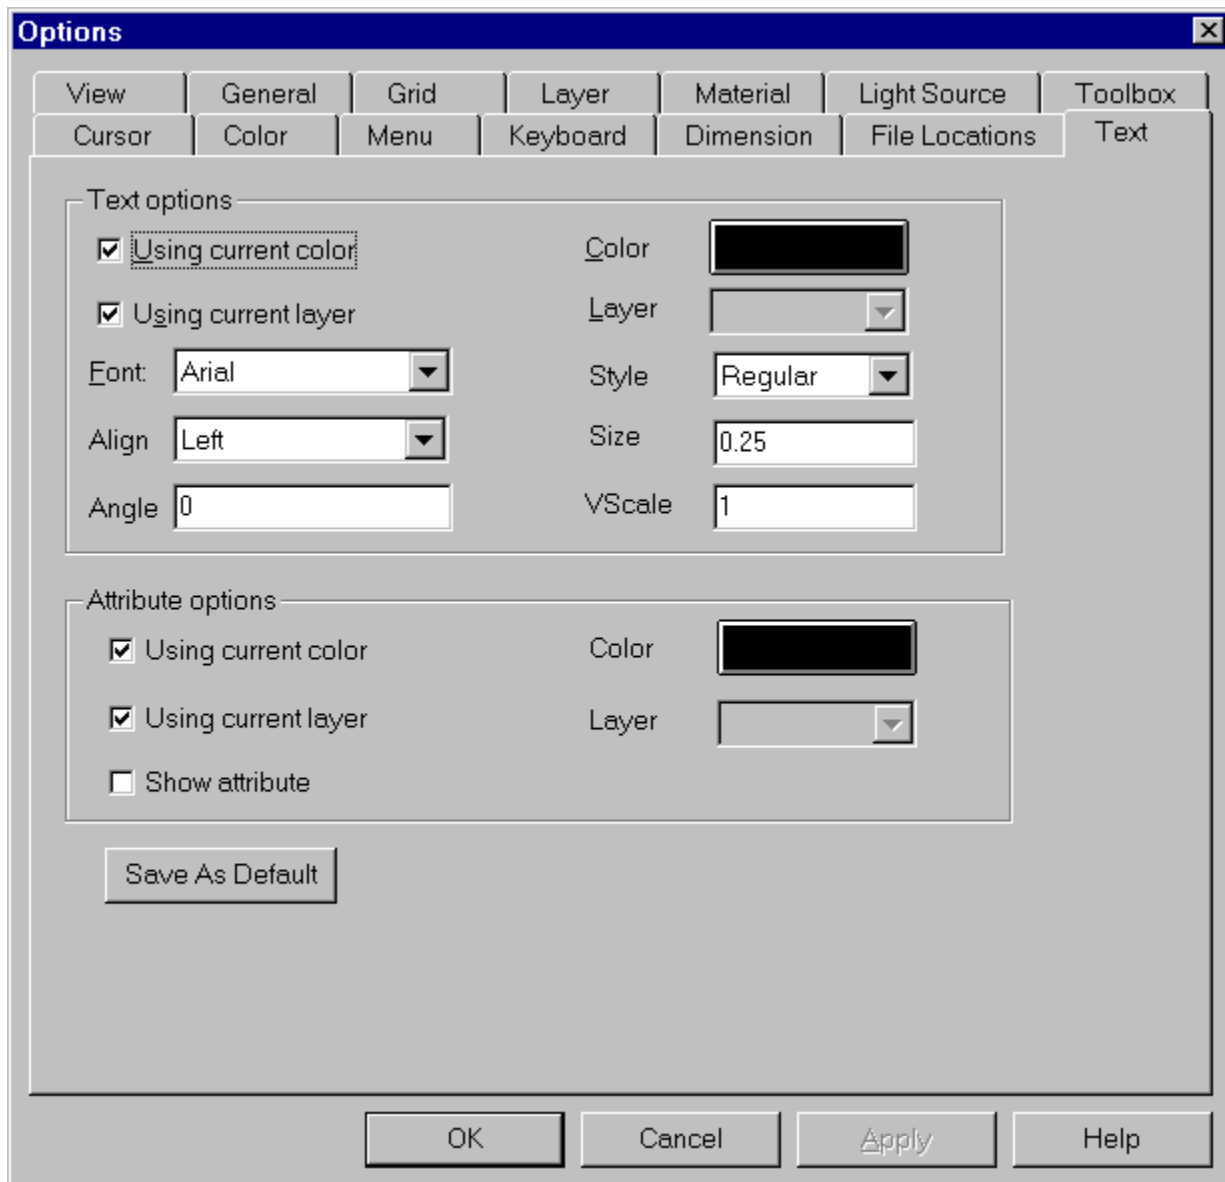 Options
View General Grid Layer Material Light Source Toolbox
Cursor Color Menu Keyboard Dimension File Locations Text
Text options
Using current color Color
Using current layer Layer
Font: Arial Style Regular
Align Left Size 0.25
Angle 0 VScale 1
Attribute options
Using current color Color
Using current layer Layer
Show attribute
Save As Default
OK Cancel Apply Help